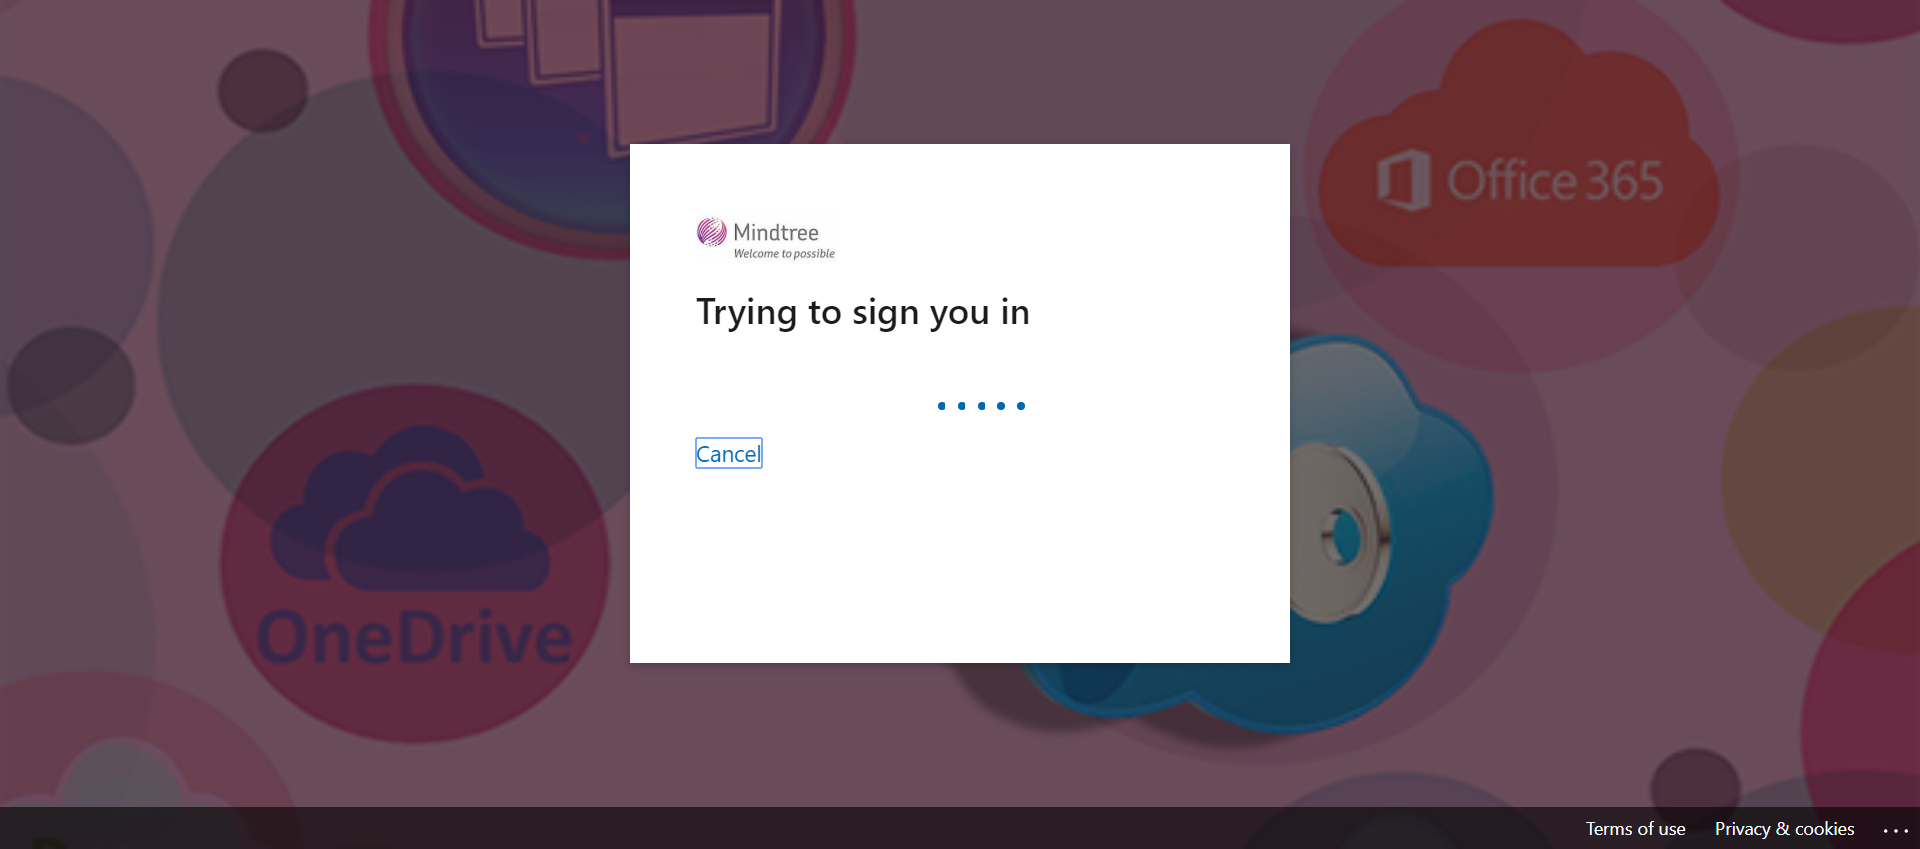 Office 365
Mindtree
Welcome to possible
Trying to sign you in
Cancel
OneDrive
Terms of use
Privacy & cookies
...